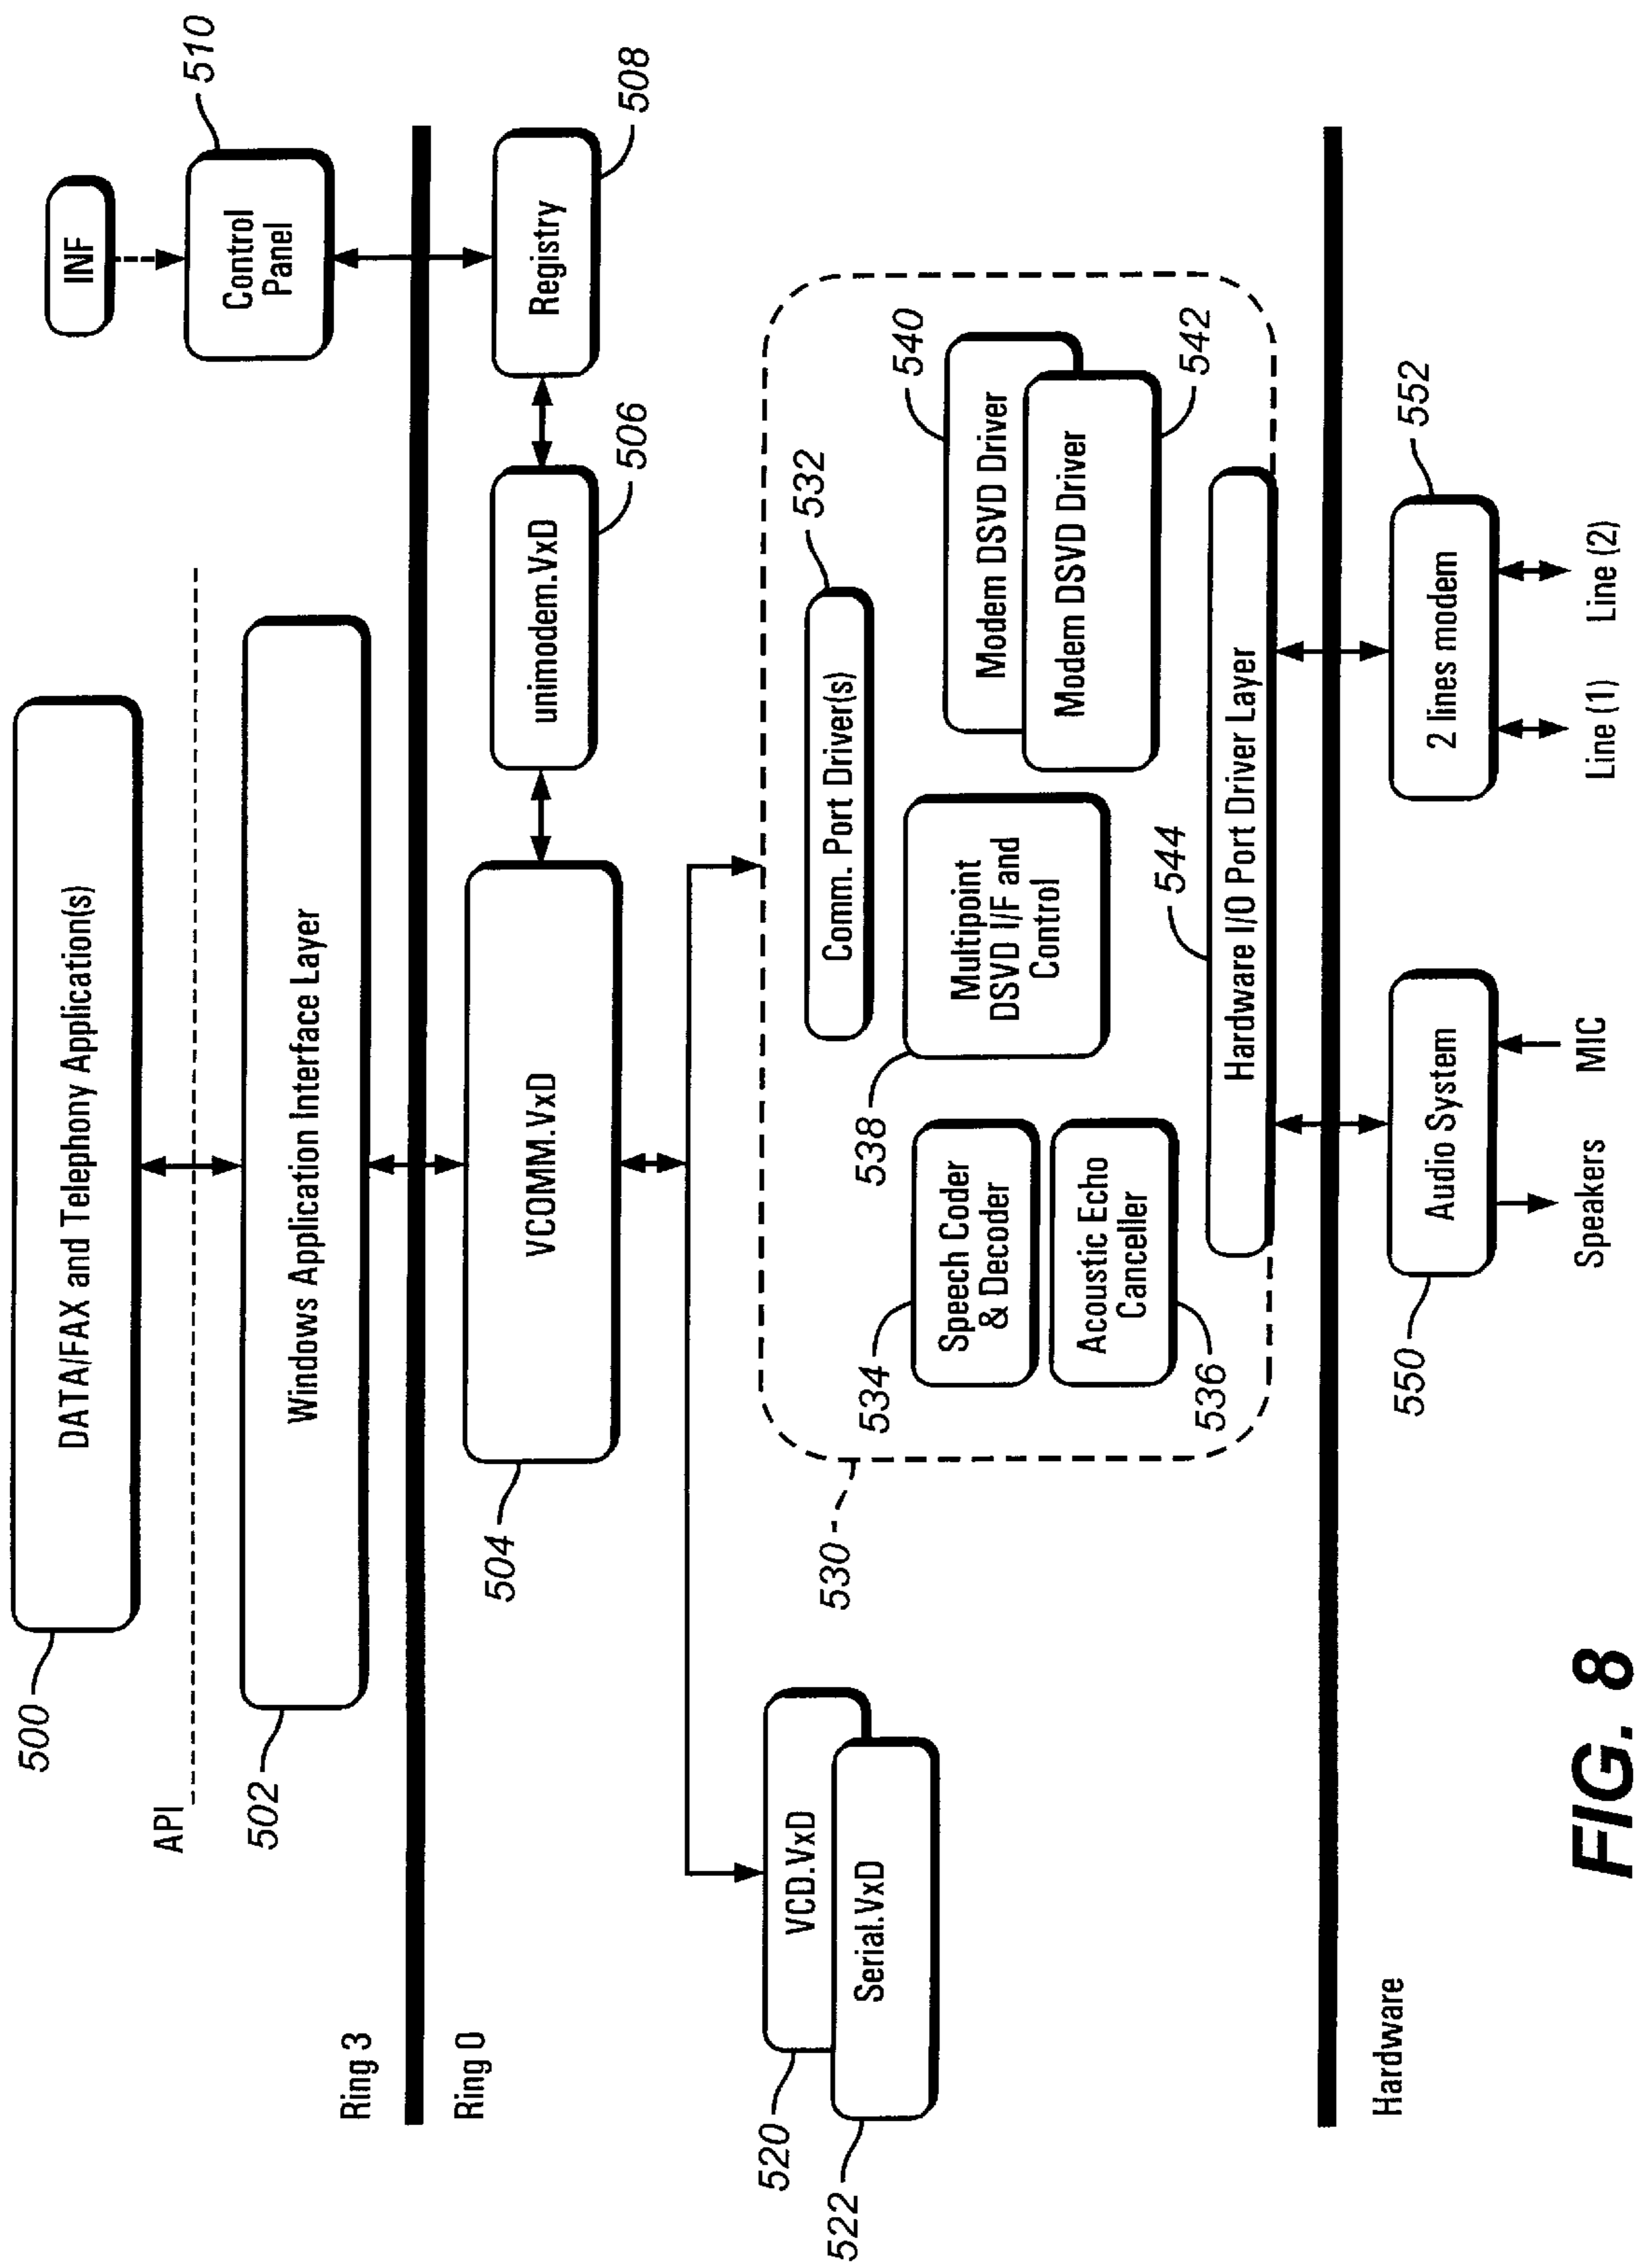 500
DATA/FAX and Telephony Application(s)
INF
API
502
Windows Application Interface Layer
Control
Panel
510
Ring 3
Ring 0
504
VCOMM.VxD
unimodem.VxD
506
Registry
508
520
VCD.VxD
522
Serial.VxD
530
Comm. Port Driver(s)
532
534
Speech Coder
& Decoder
536
Acoustic Echo
Canceller
538
Multipoint
DSVD I/F and
Control
Modem DSVD Driver
540
Modem DSVD Driver
542
544
Hardware I/O Port Driver Layer
Hardware
550
Audio System
2 lines modem
552
Speakers
MIC
Line (1)
Line (2)
FIG. 8